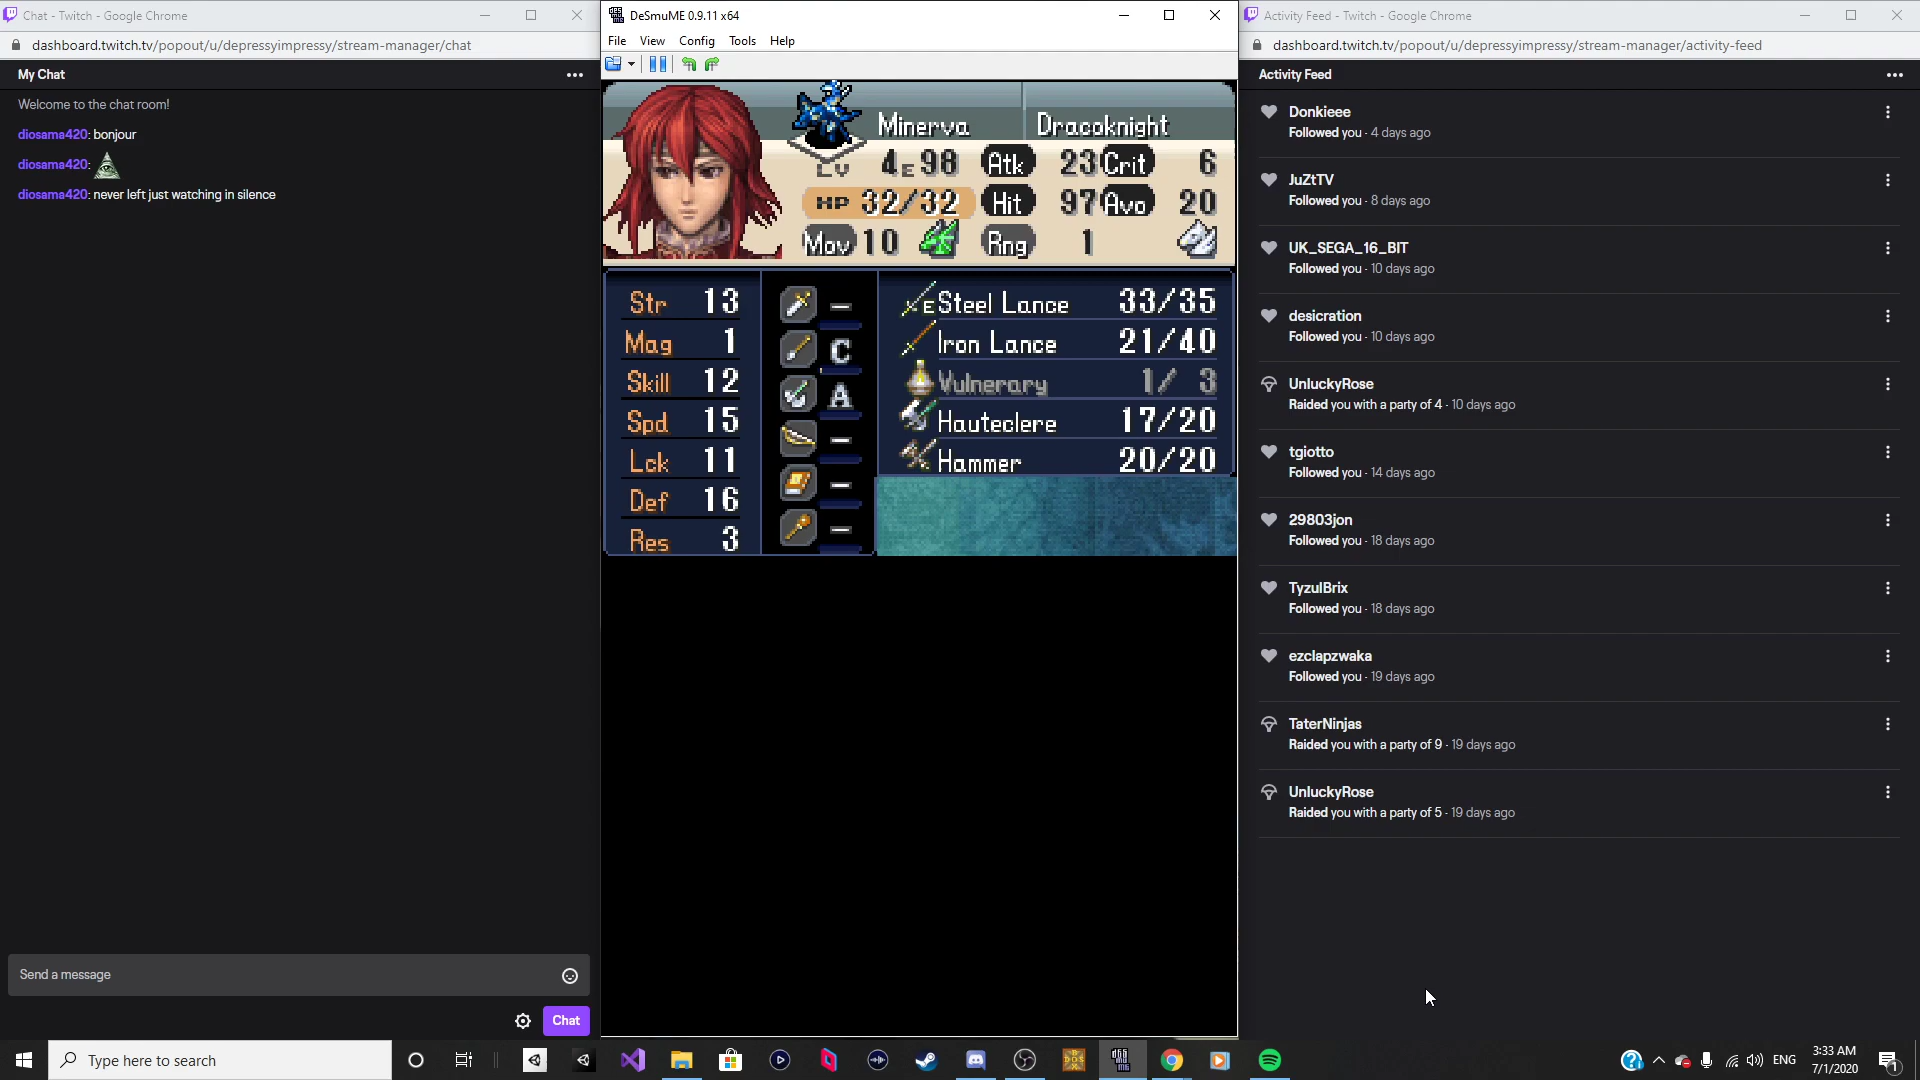 Chat - Twitch - Google Chrome
dashboard.twitch.tv/popout/u/depressyimpressy/stream-manager/chat
My Chat
Welcome to the chat room!
diosama420: bonjour
diosama420:
diosama420: never left just watching in silence
Send a message
Chat
DeSmuME 0.9.11 x64
File View Config Tools Help
Minerva Dracoknight
LV 4 E 98 Atk 23 Crit 6
HP 32/32 Hit 97 Avo 20
Mov 10 Rng 1
Str 13
Mag 1
Skill 12
Spd 15
Lck 11
Def 16
Res 3
–
C
A
–
–
–
E Steel Lance 33/35
Iron Lance 21/40
Vulnerary 1/ 3
Hauteclere 17/20
Hammer 20/20
Activity Feed - Twitch - Google Chrome
dashboard.twitch.tv/popout/u/depressyimpressy/stream-manager/activity-feed
Activity Feed
Donkieee
Followed you · 4 days ago
JuZtTV
Followed you · 8 days ago
UK_SEGA_16_BIT
Followed you · 10 days ago
desicration
Followed you · 10 days ago
UnluckyRose
Raided you with a party of 4 · 10 days ago
tgiotto
Followed you · 14 days ago
29803jon
Followed you · 18 days ago
TyzulBrix
Followed you · 18 days ago
ezclapzwaka
Followed you · 19 days ago
TaterNinjas
Raided you with a party of 9 · 19 days ago
UnluckyRose
Raided you with a party of 5 · 19 days ago
Type here to search
ENG
3:33 AM
7/1/2020
1